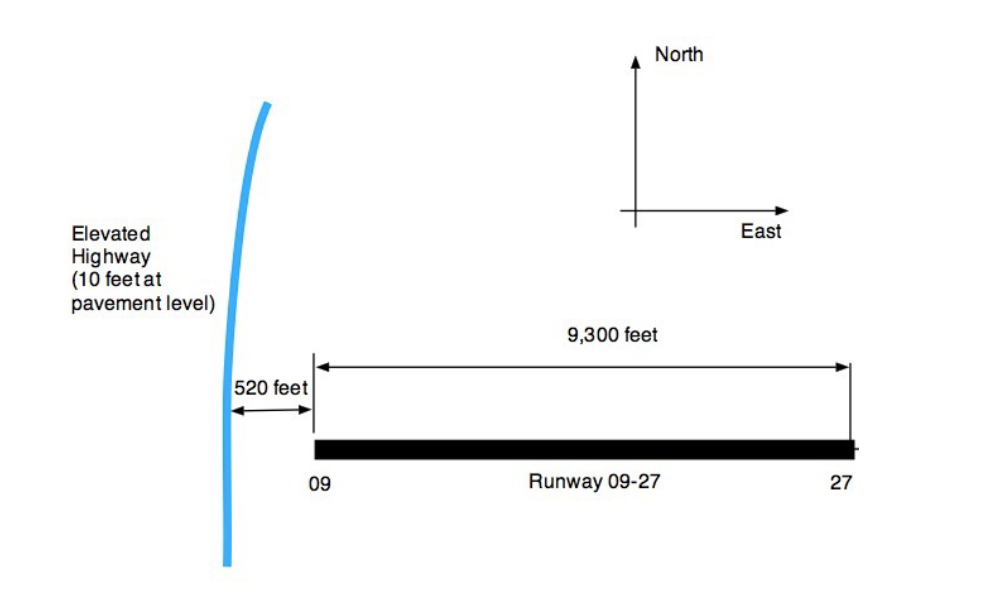 North
East
Elevated
Highway
(10 feet at
pavement level)
9,300 feet
520 feet
09
Runway 09-27
27